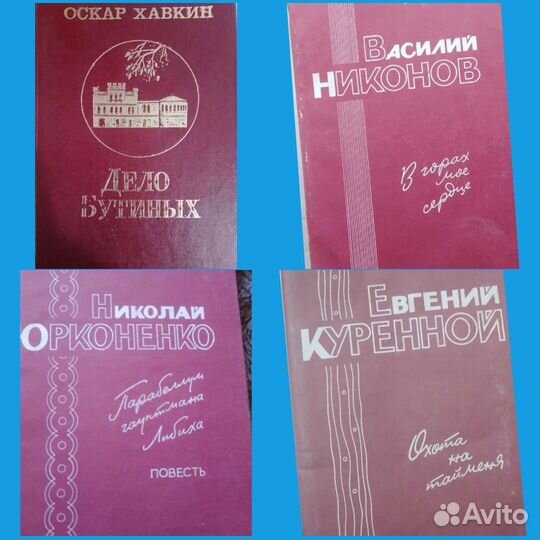 ОСКАР ХАВКИН
ДЕЛО
БУТИНЫХ
ВАСИЛИЙ
НИКОНОВ
В горах
мое
сердце
НИКОЛАЙ
ОРКОНЕНКО
Парабеллум
гауптмана
Либиха
ПОВЕСТЬ
ЕВГЕНИЙ
КУРЕННОЙ
Охота
на
тайменя
Avito